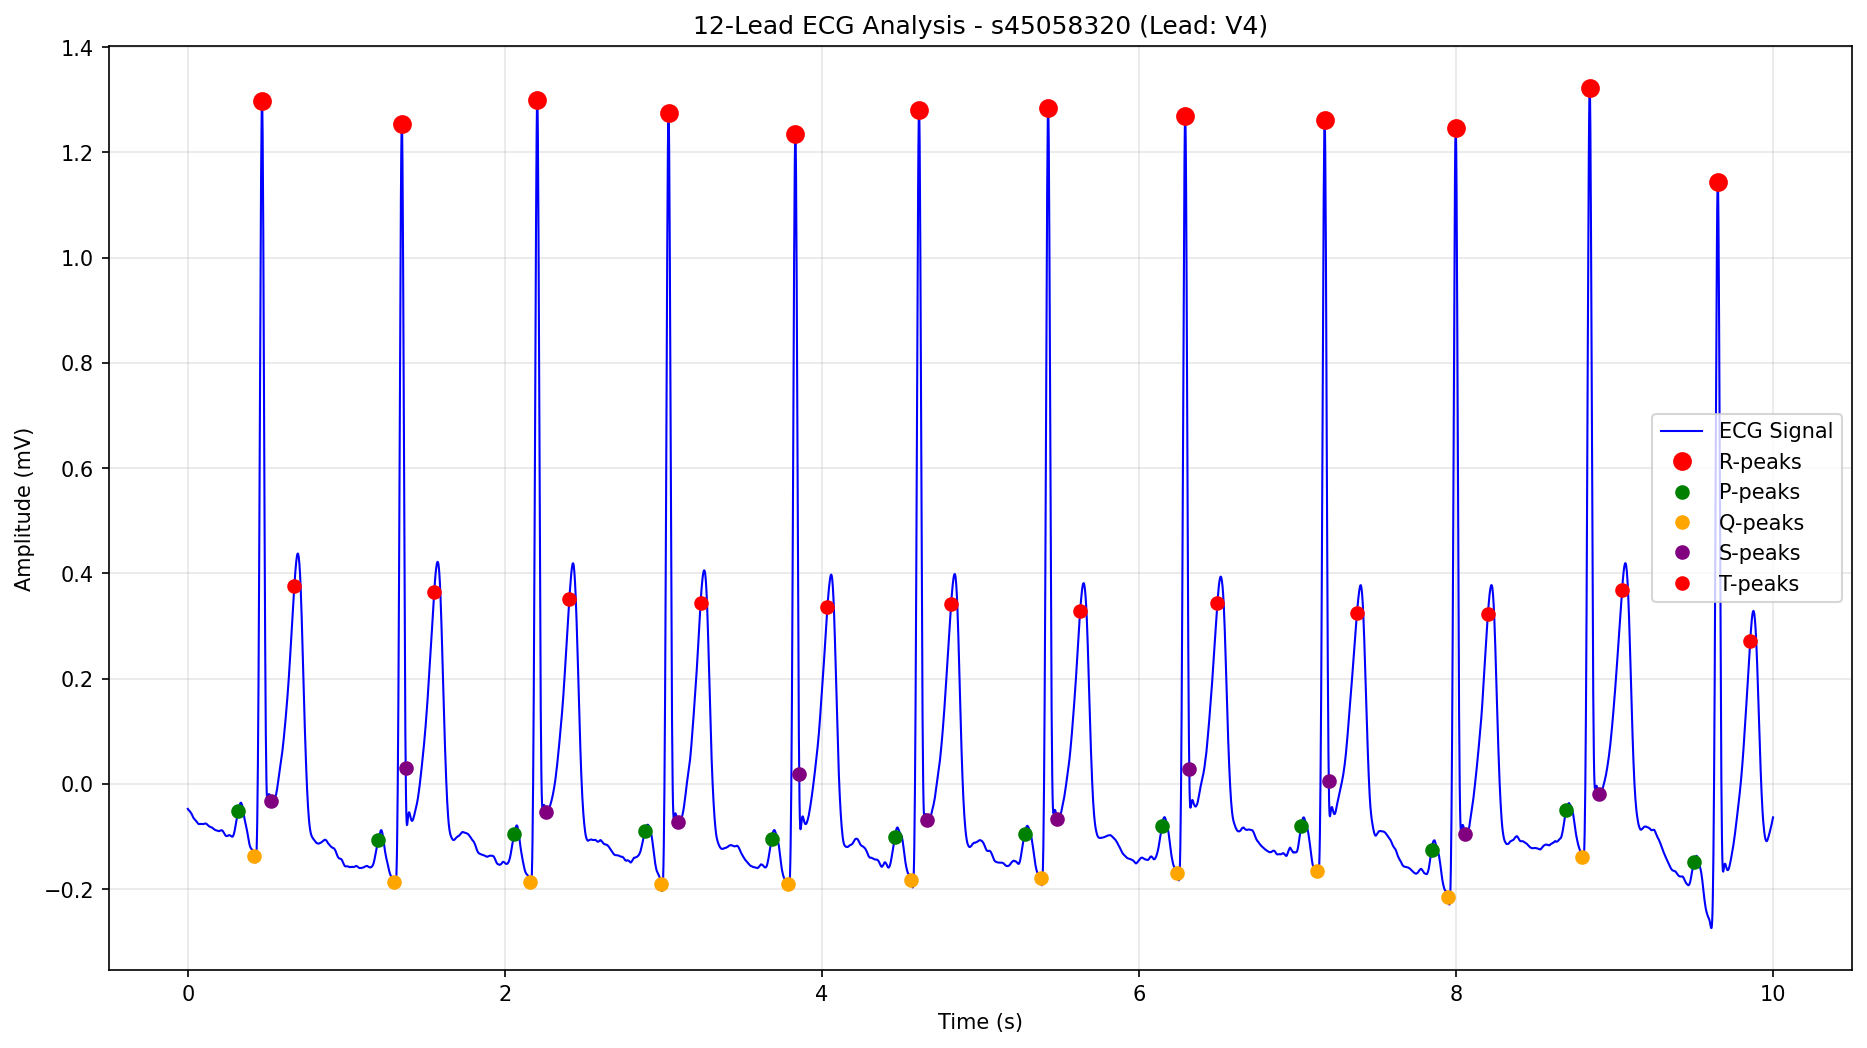 12-Lead ECG Analysis - s45058320 (Lead: V4)
1.4
1.2
1.0
0.8
0.6
0.4
0.2
0.0
−0.2
Amplitude (mV)
ECG Signal
R-peaks
P-peaks
Q-peaks
S-peaks
T-peaks
0 2 4 6 8 10
Time (s)